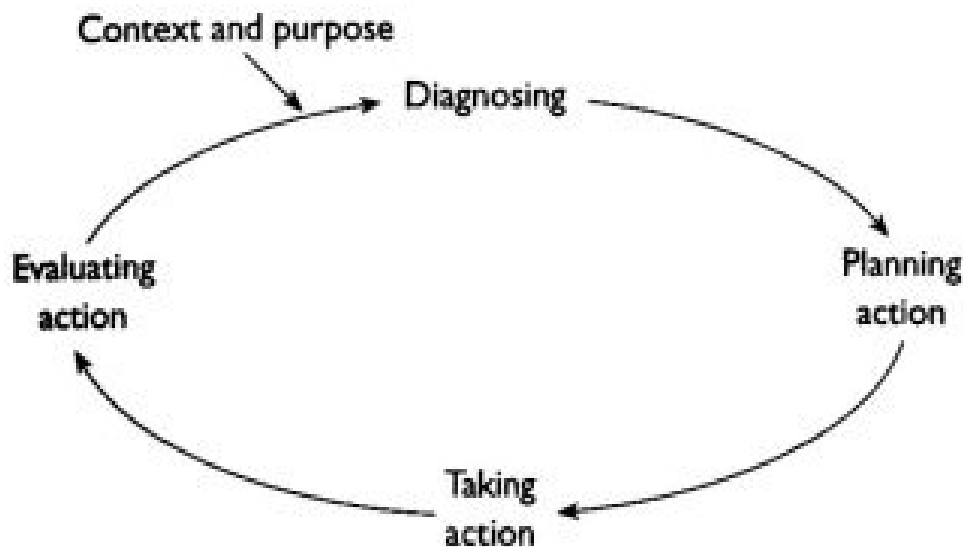 Context and purpose
Diagnosing
Planning
action
Taking
action
Evaluating
action